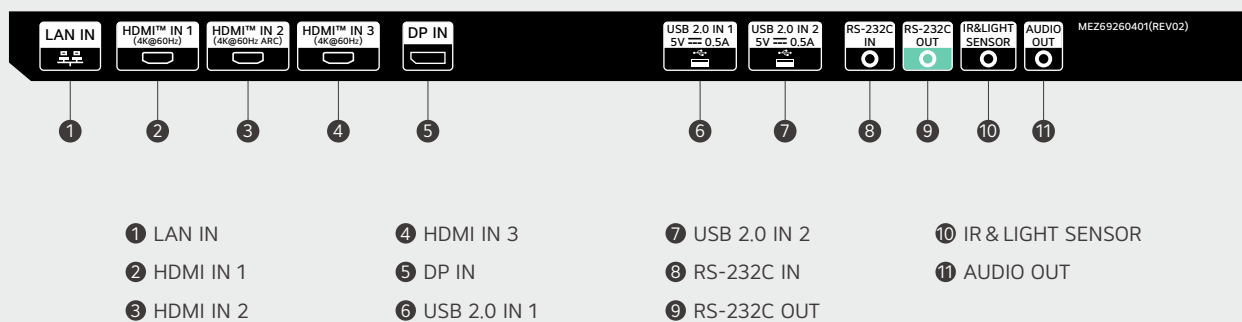 LAN IN
HDMI™ IN 1
(4K@60Hz)
HDMI™ IN 2
(4K@60Hz ARC)
HDMI™ IN 3
(4K@60Hz)
DP IN
USB 2.0 IN 1
5V ⎓ 0.5A
USB 2.0 IN 2
5V ⎓ 0.5A
RS-232C
IN
RS-232C
OUT
IR&LIGHT
SENSOR
AUDIO
OUT
MEZ69260401(REV02)
1 2 3 4 5 6 7 8 9 10 11
1 LAN IN
2 HDMI IN 1
3 HDMI IN 2
4 HDMI IN 3
5 DP IN
6 USB 2.0 IN 1
7 USB 2.0 IN 2
8 RS-232C IN
9 RS-232C OUT
10 IR & LIGHT SENSOR
11 AUDIO OUT